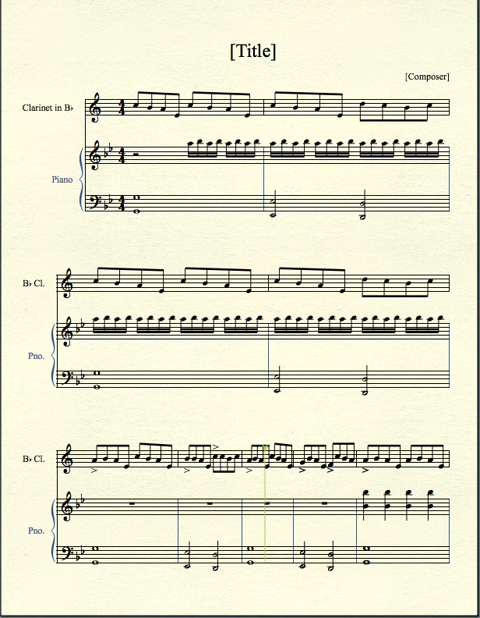 [Title]
[Composer]
Clarinet in B♭
Piano
B♭ Cl.
Pno.
B♭ Cl.
Pno.